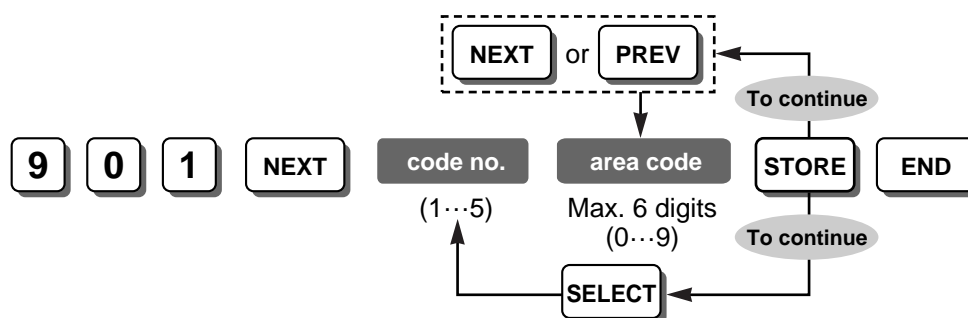 NEXT or PREV
To continue
9 0 1 NEXT code no. area code STORE END
(1···5) Max. 6 digits
(0···9)
To continue
SELECT